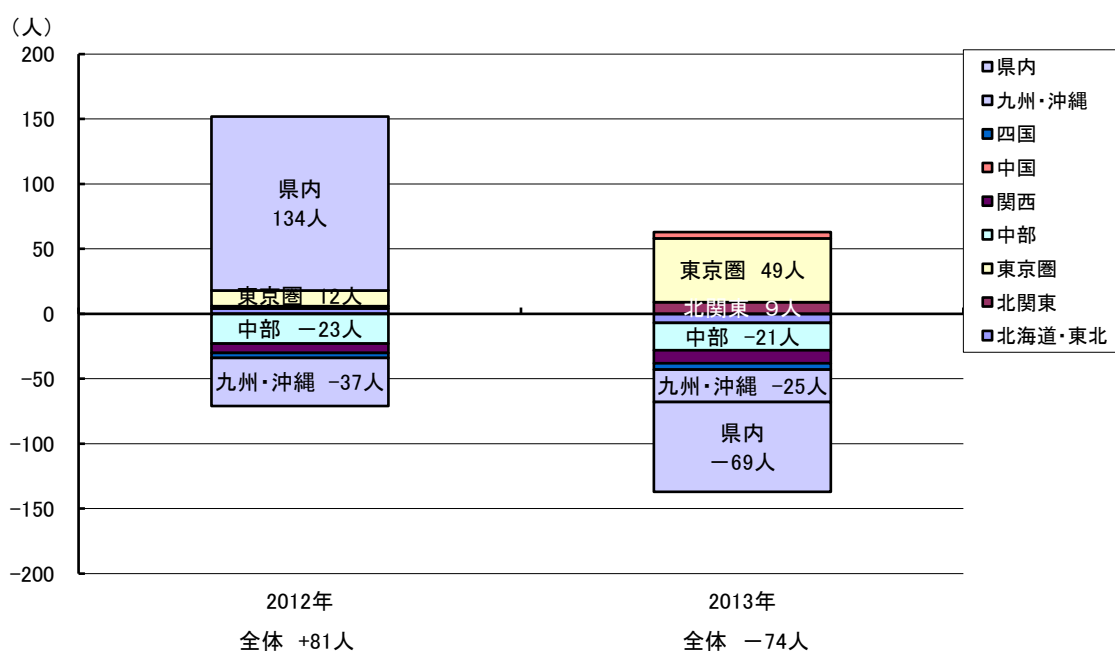 (人)
200
150
100
50
0
-50
-100
-150
-200
県内
134人
東京圏 12人
中部 －23人
九州・沖縄 -37人
東京圏 49人
北関東 9人
中部 -21人
九州・沖縄 -25人
県内
－69人
県内
九州・沖縄
四国
中国
関西
中部
東京圏
北関東
北海道・東北
2012年
2013年
全体 +81人
全体 －74人